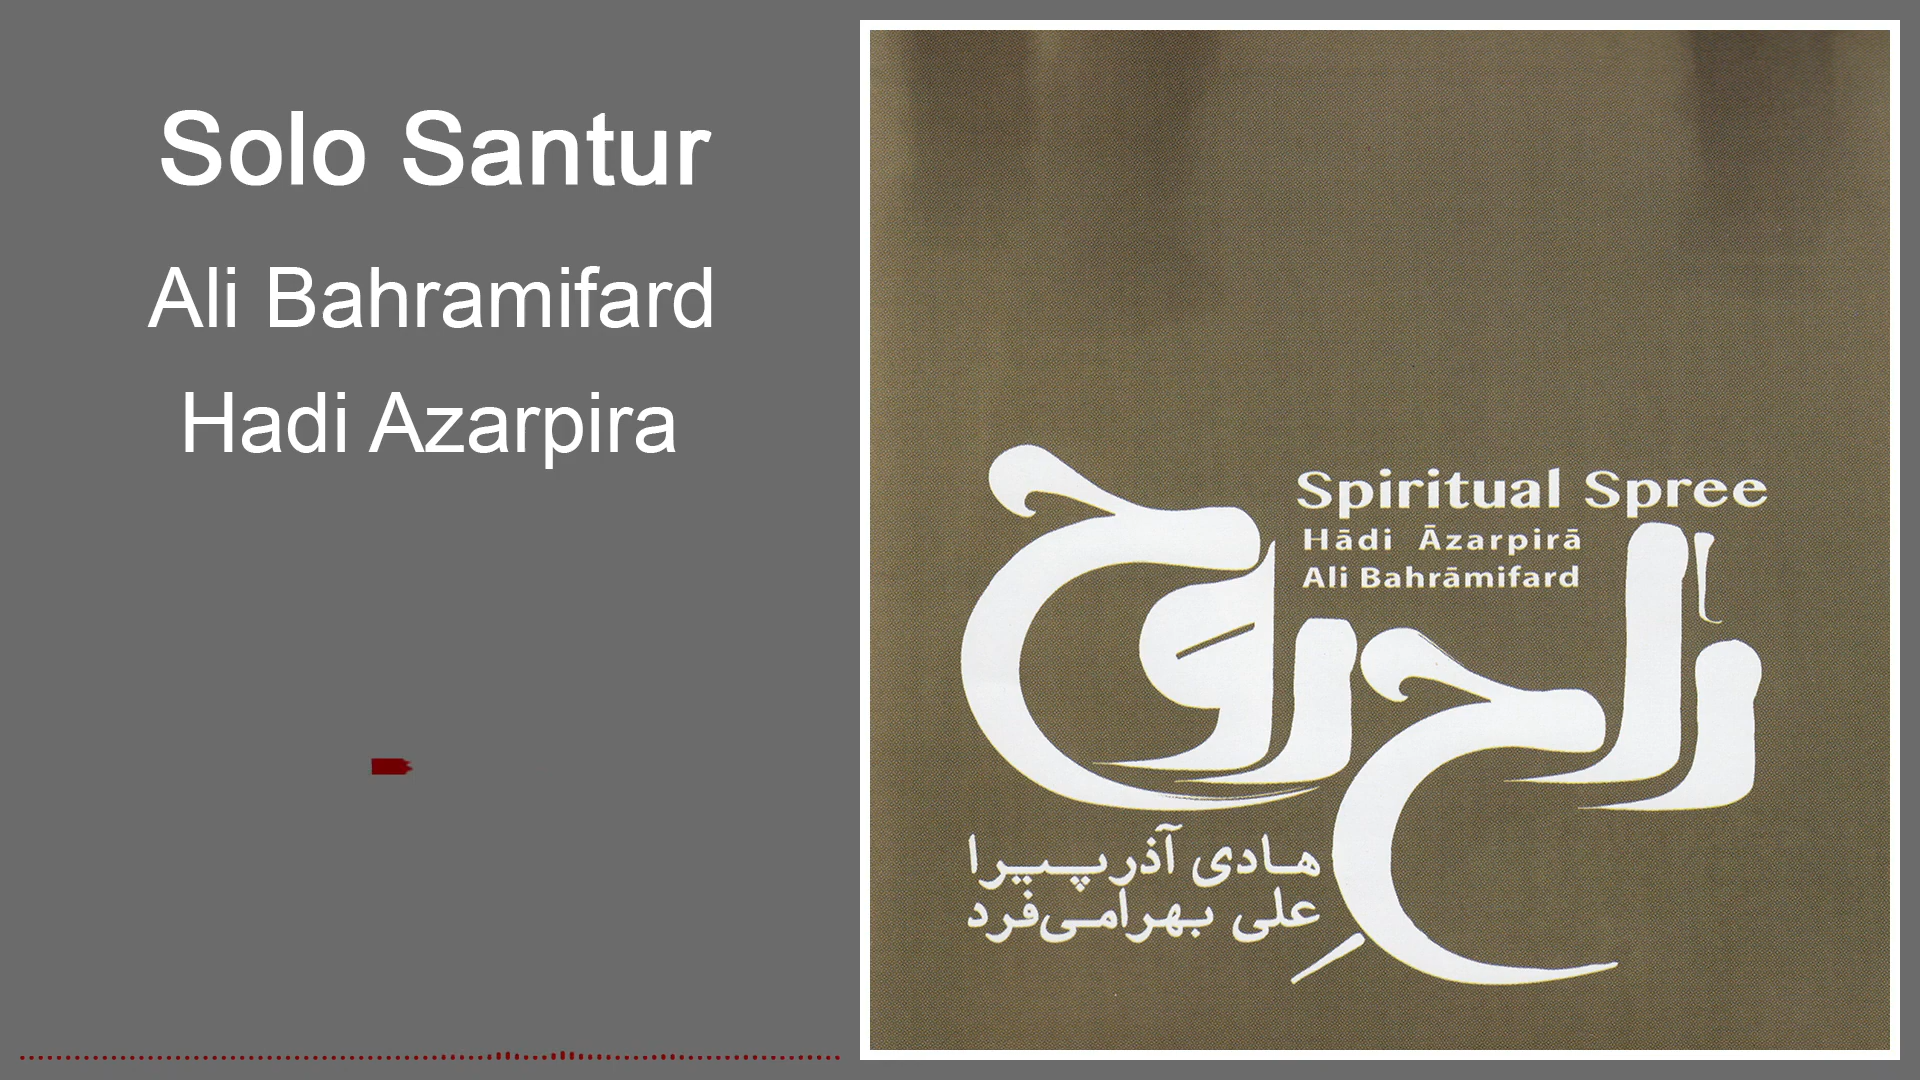 Solo Santur
Ali Bahramifard
Hadi Azarpira
Spiritual Spree
Hādi Āzarpirā
Ali Bahrāmifard
راحِ روح
هادی آذرپیرا
علی بهرامی‌فرد